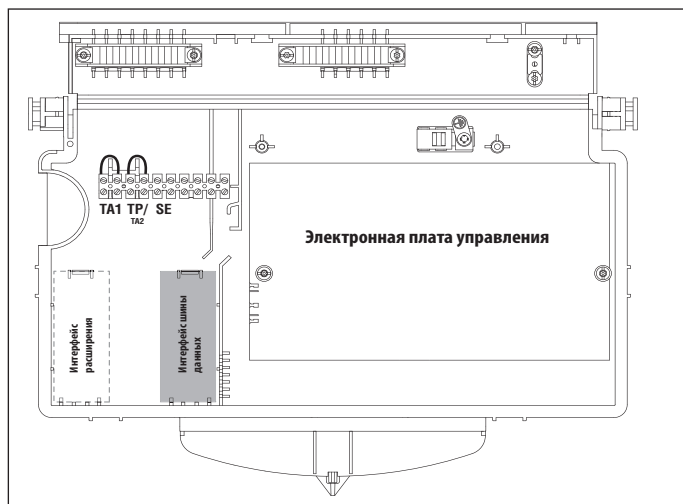 TA1 TP/ SE
TA2
Электронная плата управления
Интерфейс
расширения
Интерфейс шины
данных